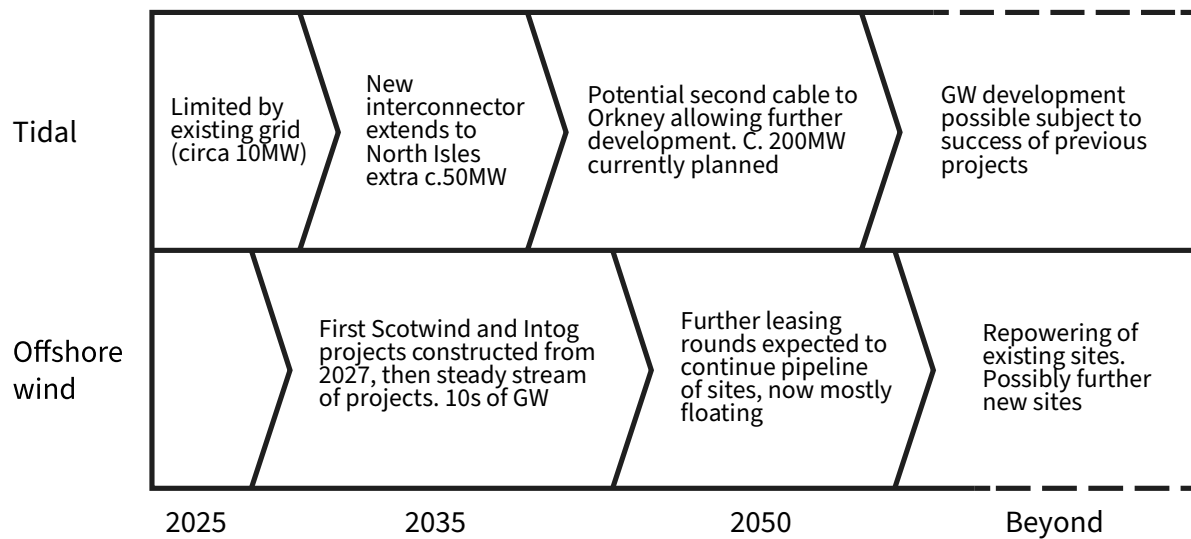 Tidal
Limited by
existing grid
(circa 10MW)
New
interconnector
extends to
North Isles
extra c.50MW
Potential second cable to
Orkney allowing further
development. C. 200MW
currently planned
GW development
possible subject to
success of previous
projects
Offshore
wind
First Scotwind and Intog
projects constructed from
2027, then steady stream
of projects. 10s of GW
Further leasing
rounds expected to
continue pipeline
of sites, now mostly
floating
Repowering of
existing sites.
Possibly further
new sites
2025
2035
2050
Beyond